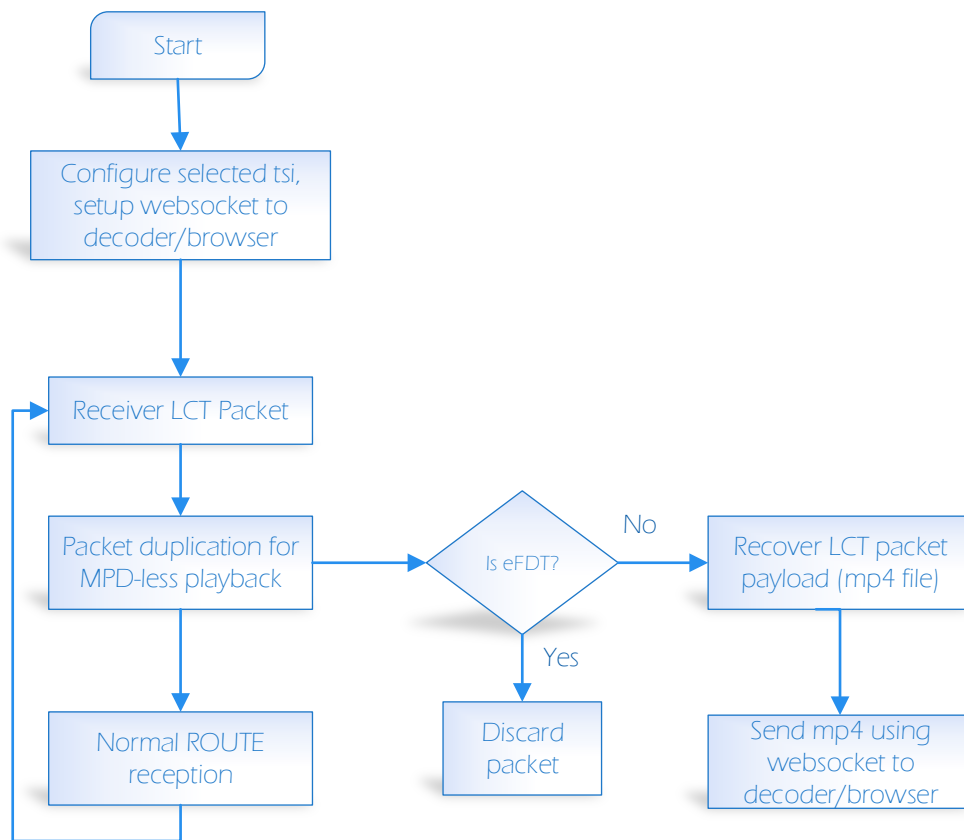 Start
Configure selected tsi,
setup websocket to
decoder/browser
Receiver LCT Packet
Packet duplication for
MPD-less playback
Is eFDT?
No
Recover LCT packet
payload (mp4 file)
Yes
Normal ROUTE
reception
Discard
packet
Send mp4 using
websocket to
decoder/browser